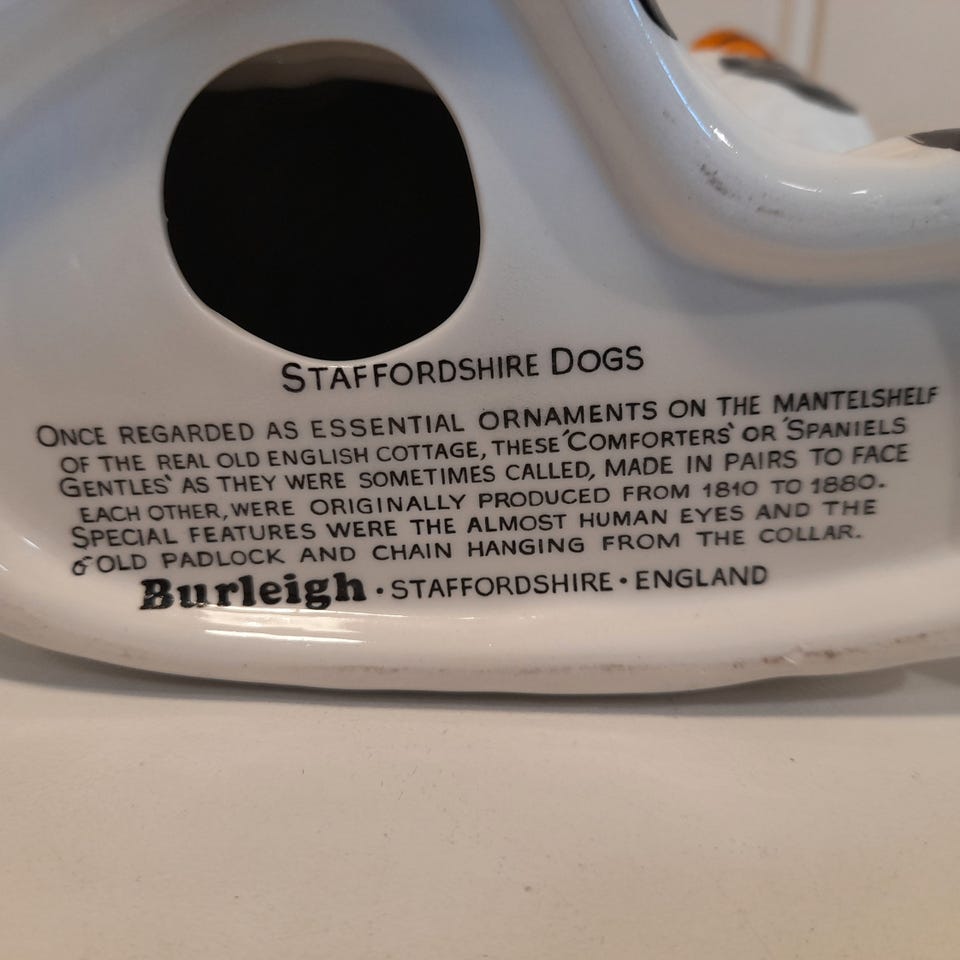 STAFFORDSHIRE DOGS
ONCE REGARDED AS ESSENTIAL ORNAMENTS ON THE MANTELSHELF
OF THE REAL OLD ENGLISH COTTAGE, THESE 'COMFORTERS' OR 'SPANIELS
GENTLES' AS THEY WERE SOMETIMES CALLED, MADE IN PAIRS TO FACE
EACH OTHER, WERE ORIGINALLY PRODUCED FROM 1810 TO 1880.
SPECIAL FEATURES WERE THE ALMOST HUMAN EYES AND THE
GOLD PADLOCK AND CHAIN HANGING FROM THE COLLAR.
Burleigh · STAFFORDSHIRE · ENGLAND